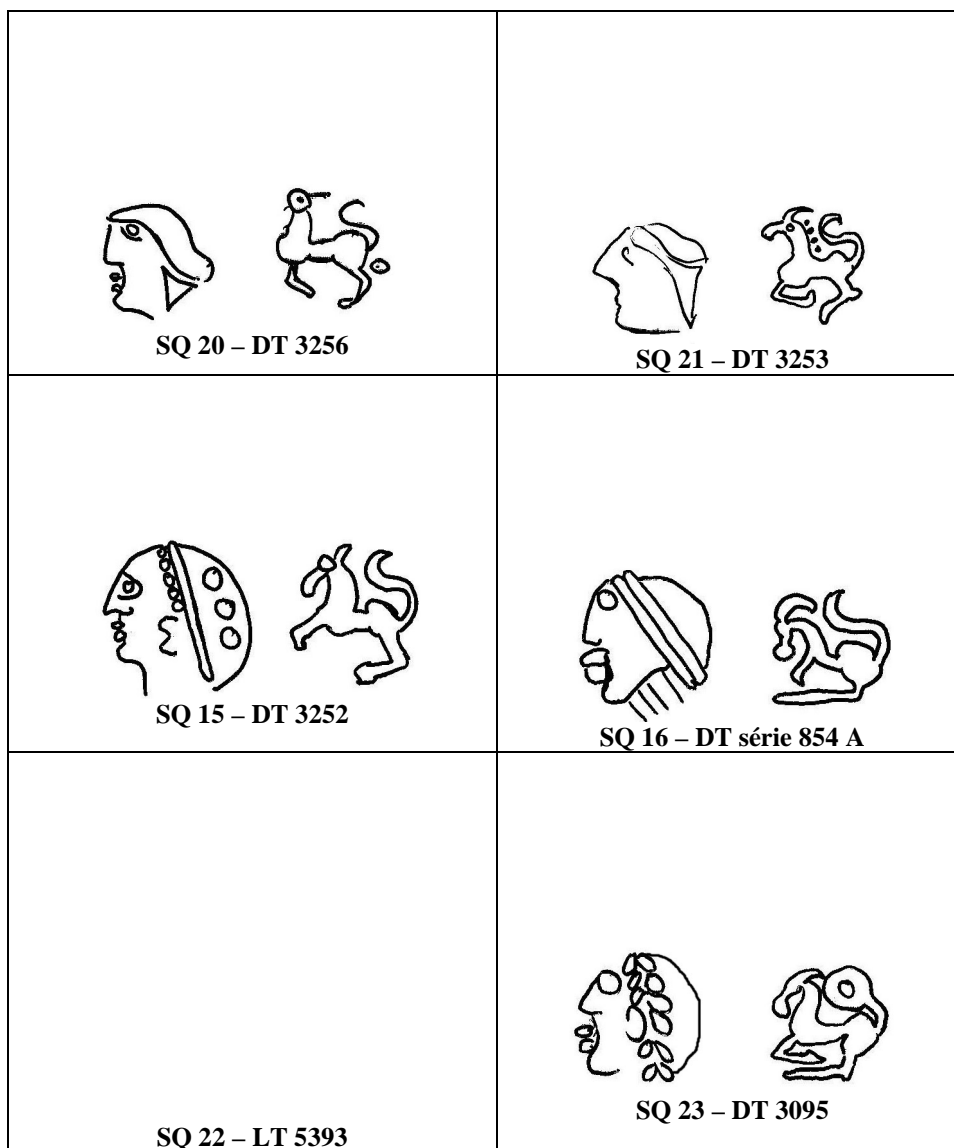 SQ 20 – DT 3256
SQ 21 – DT 3253
SQ 15 – DT 3252
SQ 16 – DT série 854 A
SQ 22 – LT 5393
SQ 23 – DT 3095